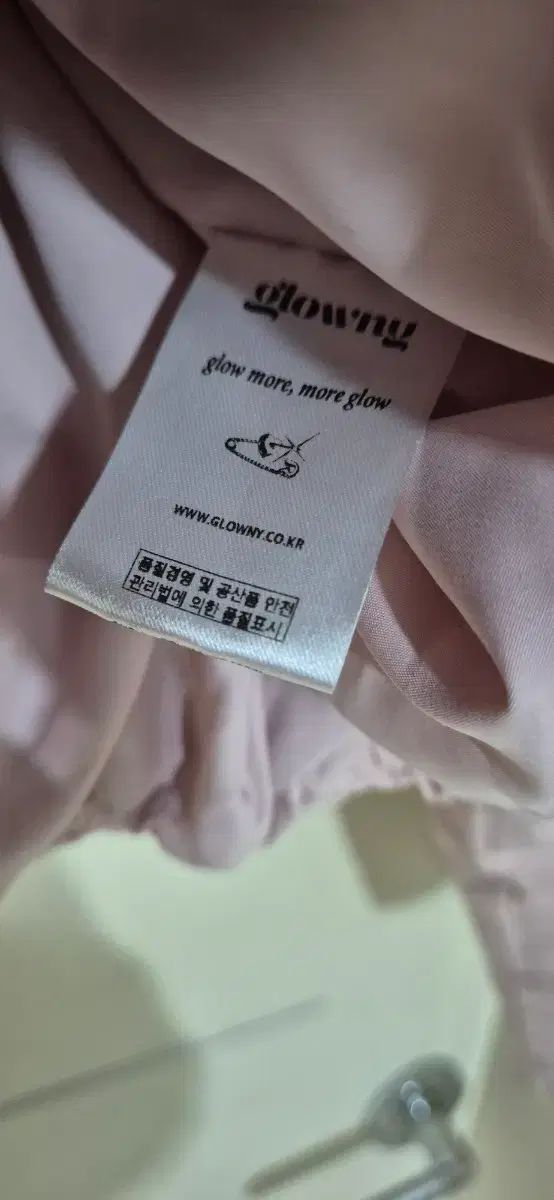 glowny
glow more, more glow
WWW.GLOWNY.CO.KR
품질경영 및 공산품 안전
관리법에 의한 품질표시